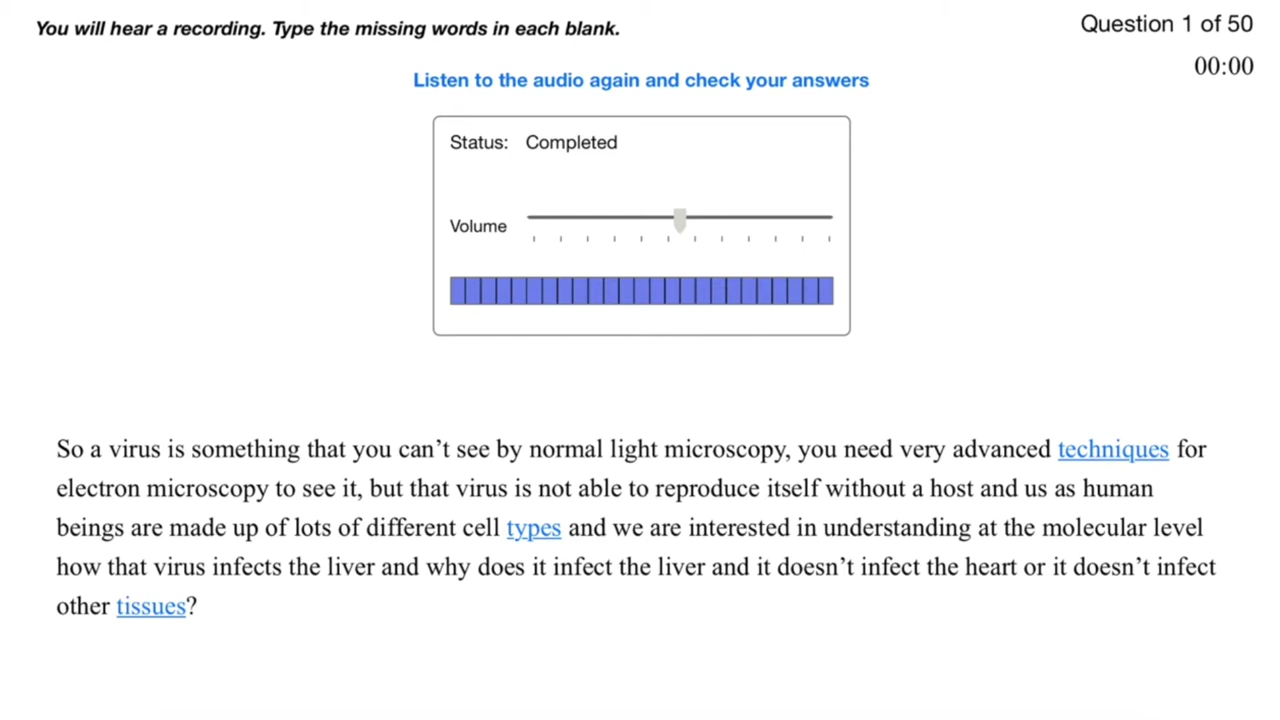 You will hear a recording. Type the missing words in each blank.
Question 1 of 50
00:00
Listen to the audio again and check your answers
Status: Completed
Volume
So a virus is something that you can’t see by normal light microscopy, you need very advanced techniques for
electron microscopy to see it, but that virus is not able to reproduce itself without a host and us as human
beings are made up of lots of different cell types and we are interested in understanding at the molecular level
how that virus infects the liver and why does it infect the liver and it doesn’t infect the heart or it doesn’t infect
other tissues?